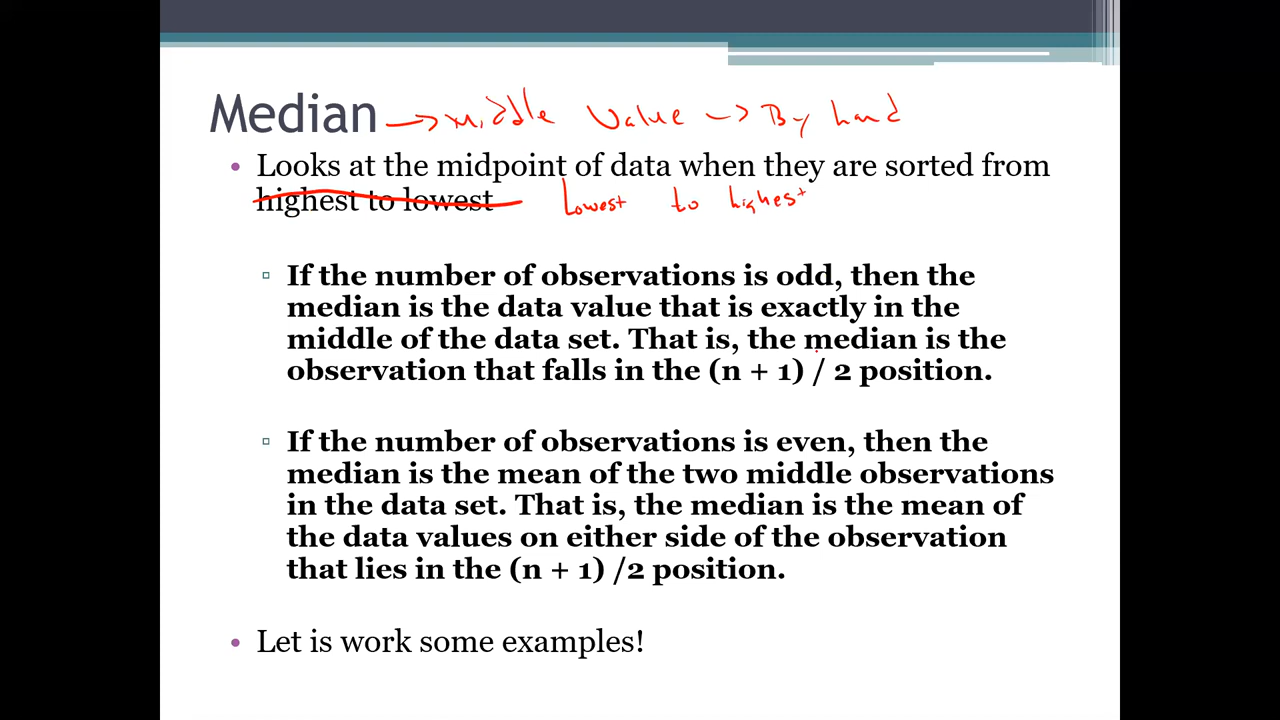 Median → Middle Value → By hand
• Looks at the midpoint of data when they are sorted from
highest to lowest Lowest to highest
▫ If the number of observations is odd, then the
median is the data value that is exactly in the
middle of the data set. That is, the median is the
observation that falls in the (n + 1) / 2 position.
▫ If the number of observations is even, then the
median is the mean of the two middle observations
in the data set. That is, the median is the mean of
the data values on either side of the observation
that lies in the (n + 1) /2 position.
• Let is work some examples!